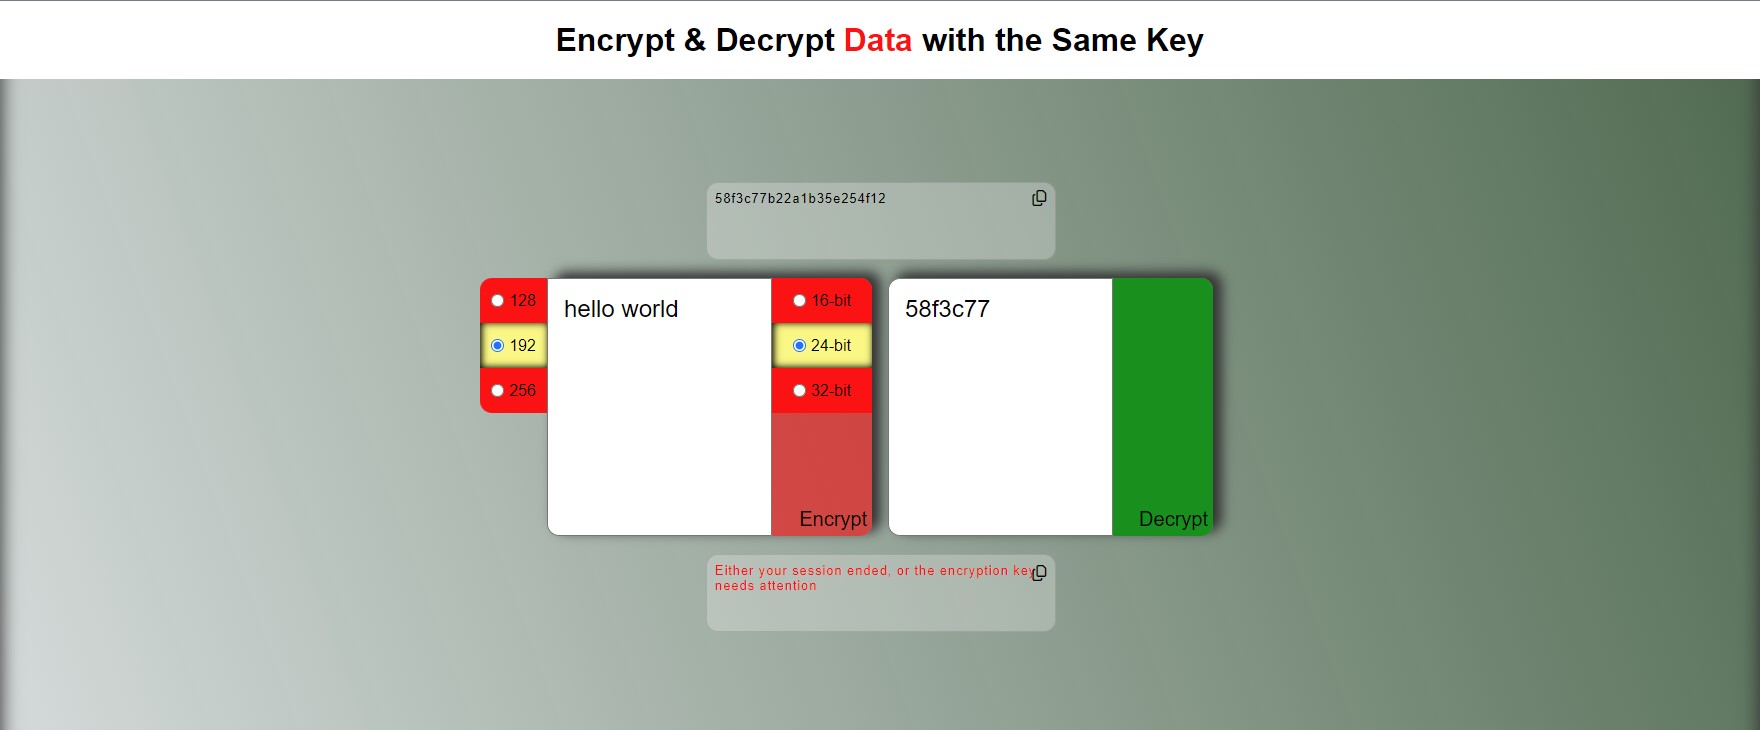 Encrypt & Decrypt Data with the Same Key
58f3c77b22a1b35e254f12
128
192
256
hello world
16-bit
24-bit
32-bit
Encrypt
58f3c77
Decrypt
Either your session ended, or the encryption key
needs attention